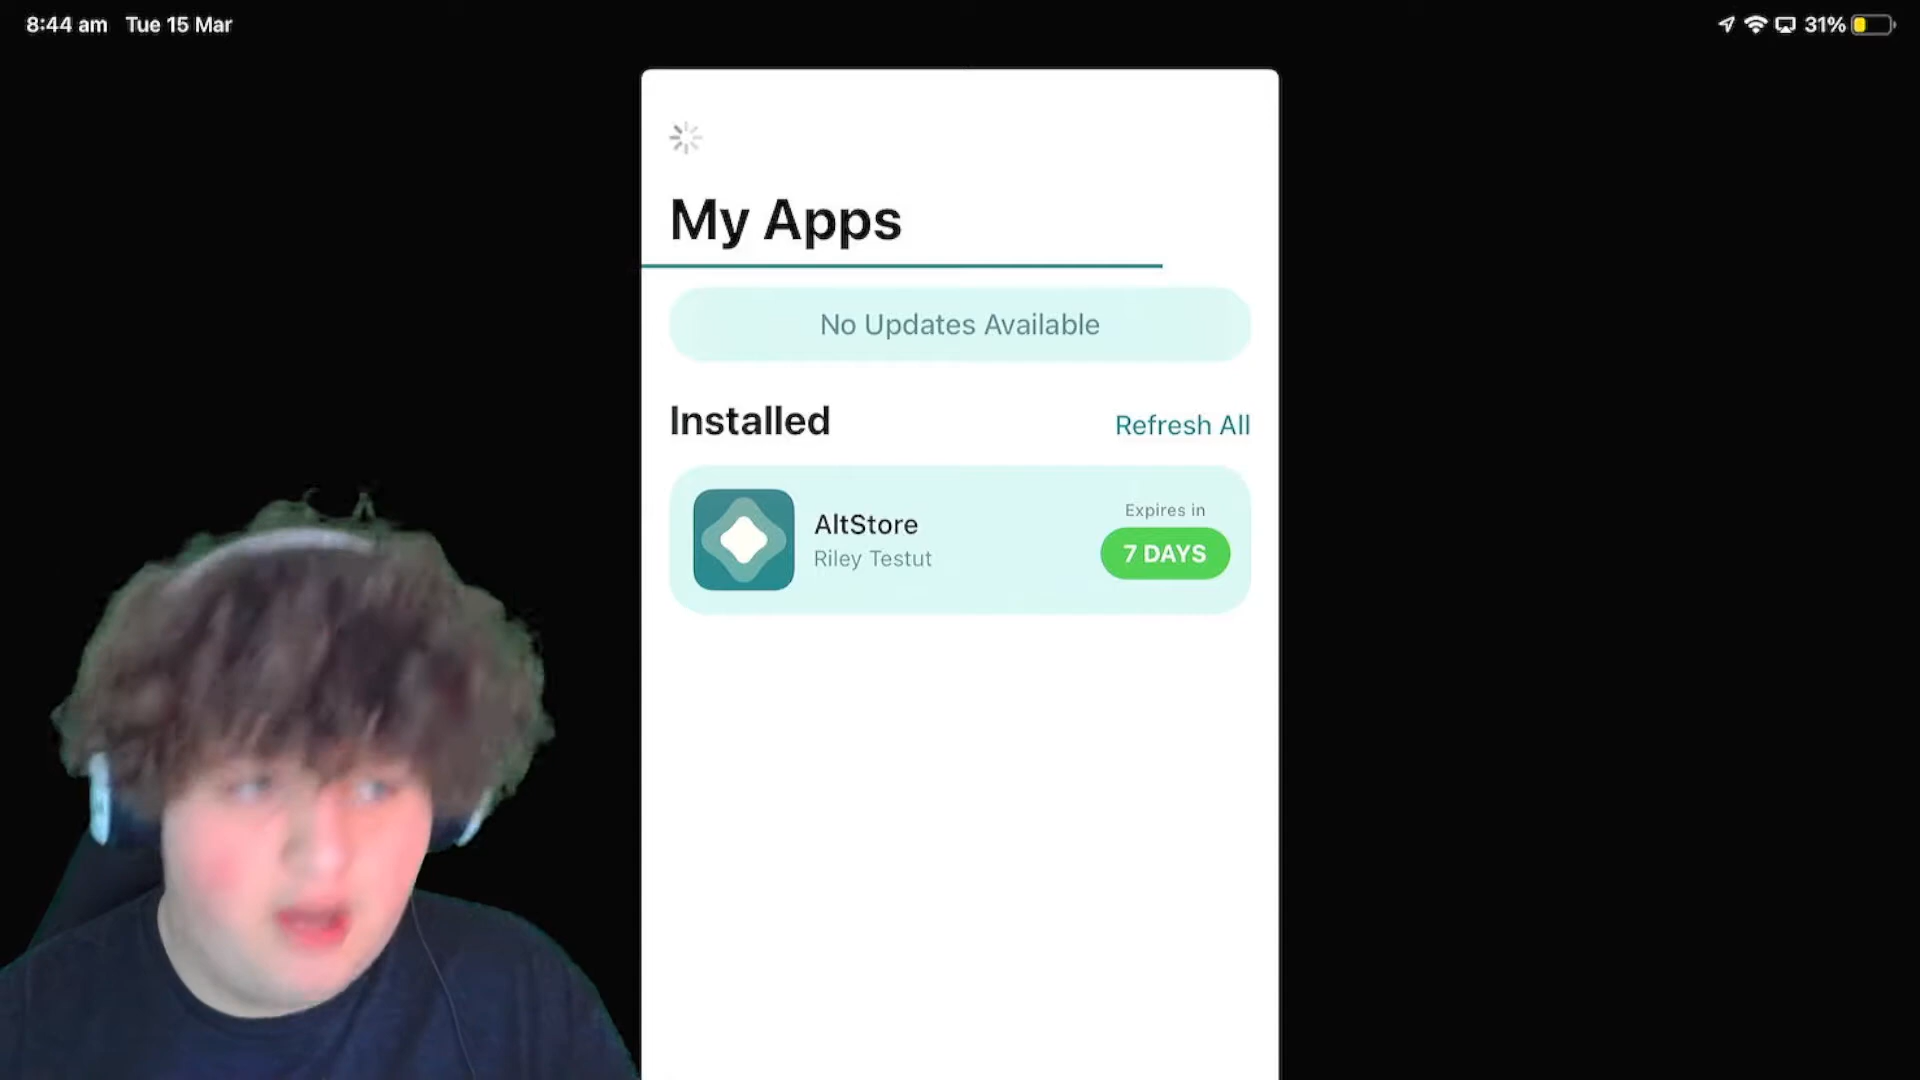 8:44 am Tue 15 Mar
31%
My Apps
No Updates Available
Installed
Refresh All
AltStore
Riley Testut
Expires in
7 DAYS